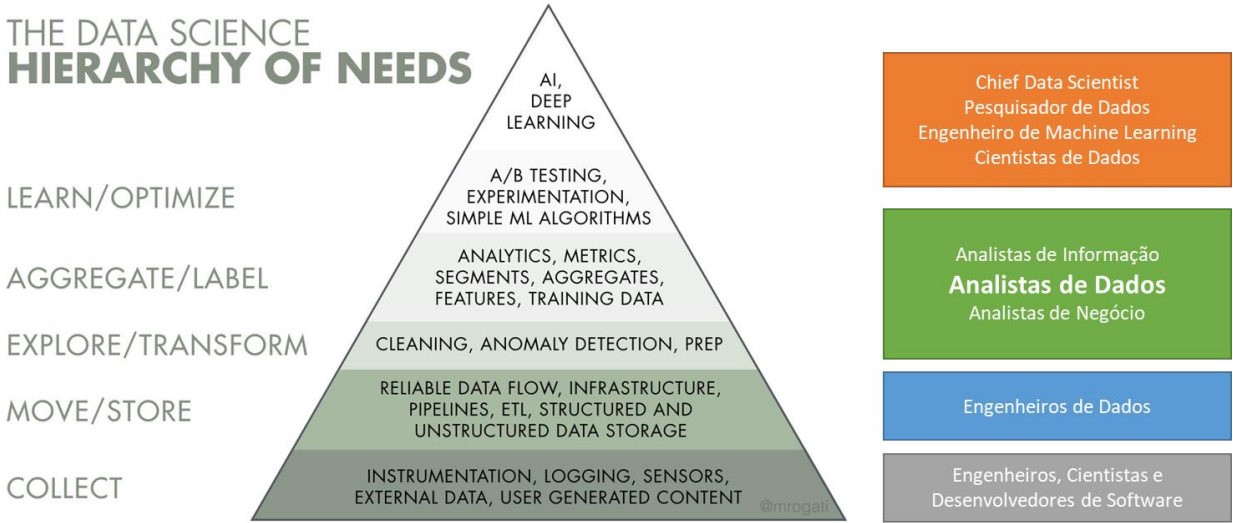 THE DATA SCIENCE
HIERARCHY OF NEEDS
AI,
DEEP
LEARNING
LEARN/OPTIMIZE
A/B TESTING,
EXPERIMENTATION,
SIMPLE ML ALGORITHMS
AGGREGATE/LABEL
ANALYTICS, METRICS,
SEGMENTS, AGGREGATES,
FEATURES, TRAINING DATA
EXPLORE/TRANSFORM
CLEANING, ANOMALY DETECTION, PREP
MOVE/STORE
RELIABLE DATA FLOW, INFRASTRUCTURE,
PIPELINES, ETL, STRUCTURED AND
UNSTRUCTURED DATA STORAGE
COLLECT
INSTRUMENTATION, LOGGING, SENSORS,
EXTERNAL DATA, USER GENERATED CONTENT
@mrogati
Chief Data Scientist
Pesquisador de Dados
Engenheiro de Machine Learning
Cientistas de Dados
Analistas de Informação
Analistas de Dados
Analistas de Negócio
Engenheiros de Dados
Engenheiros, Cientistas e
Desenvolvedores de Software